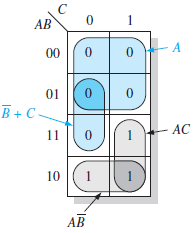 C
AB 0 1
00 0 0 A
01 0 0
B̅ + C
11 0 1 AC
10 1 1
AB̅